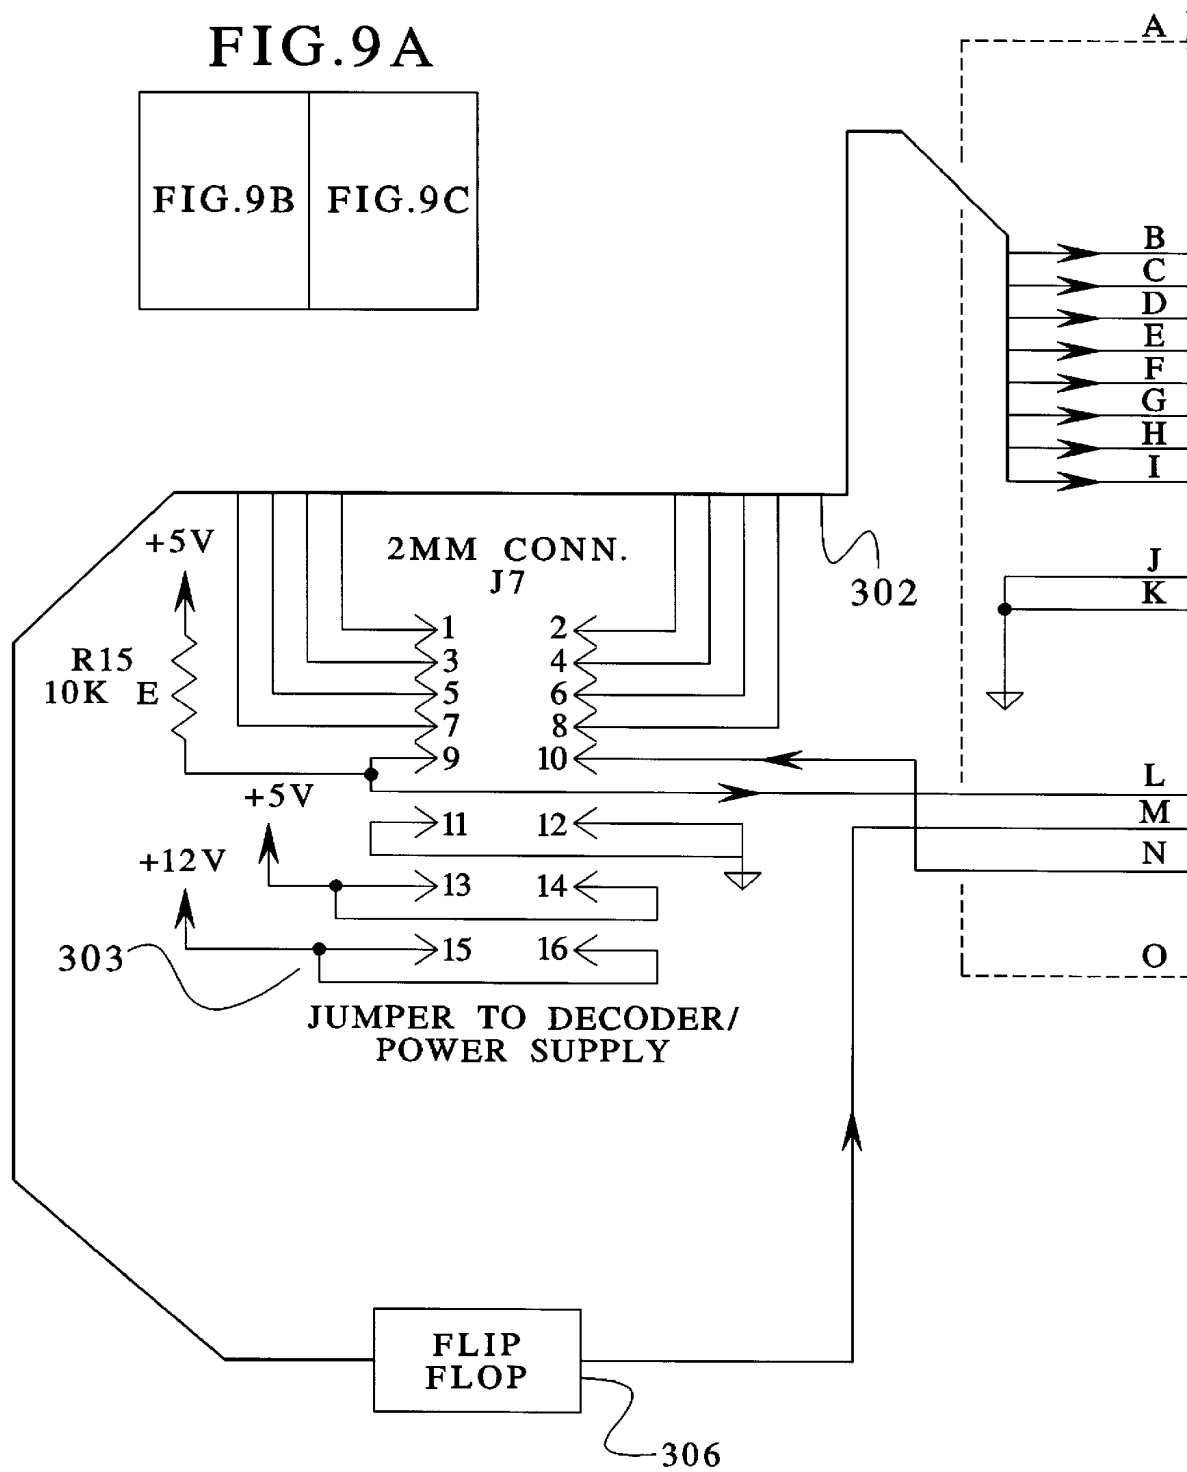 FIG.9A
FIG.9B FIG.9C
A
B
C
D
E
F
G
H
I
+5V
2MM CONN.
J7
302
J
K
1 2
3 4
5 6
7 8
9 10
R15
10K E
L
+5V
M
11 12
N
+12V
13 14
15 16
303
O
JUMPER TO DECODER/
POWER SUPPLY
FLIP
FLOP
306